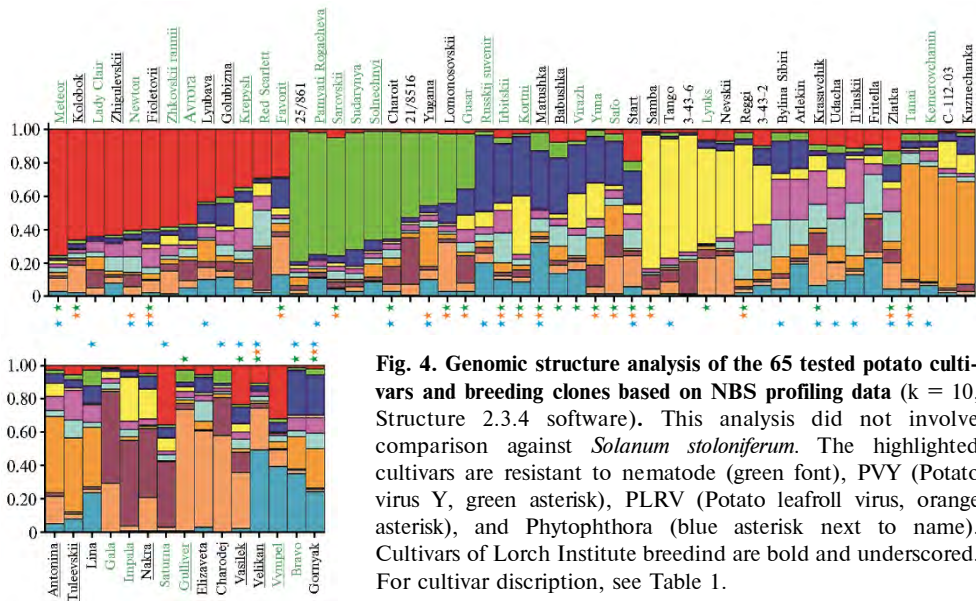 Meteor
Kolobok
Lady Clair
Zhigulevskii
Newton
Fioletovii
Zhikovskii rannii
Avrora
Lyubava
Golubizna
Krepysh
Red Scarlett
Favorit
25/861
Pamyati Rogacheva
Sarovskii
Sudarynya
Solnechnyi
Charoit
21/8516
Yugana
Lomonosovskii
Gusar
Russkij suvenir
Irbitskii
Kortni
Matushka
Babushka
Virazh
Yuna
Safo
Start
Samba
Tango
3-43-6
Lyuks
Nevskii
Reggi
3-43-2
Bylina Sibiri
Arlekin
Krasavchik
Udacha
Il'inskii
Fritella
Zlatka
Tanai
Kemerovchanin
C-112-03
Kuznechanka
1.00
0.80
0.60
0.40
0.20
0
1.00
0.80
0.60
0.40
0.20
0
Antonina
Tuleevskii
Lina
Gala
Impala
Nakra
Saturna
Gulliver
Elizaveta
Charodej
Vasilek
Velikan
Vympel
Bravo
Gornyak
Fig. 4. Genomic structure analysis of the 65 tested potato culti-
vars and breeding clones based on NBS profiling data (k = 10,
Structure 2.3.4 software). This analysis did not involve
comparison against Solanum stoloniferum. The highlighted
cultivars are resistant to nematode (green font), PVY (Potato
virus Y, green asterisk), PLRV (Potato leafroll virus, orange
asterisk), and Phytophthora (blue asterisk next to name).
Cultivars of Lorch Institute breedind are bold and underscored.
For cultivar discription, see Table 1.